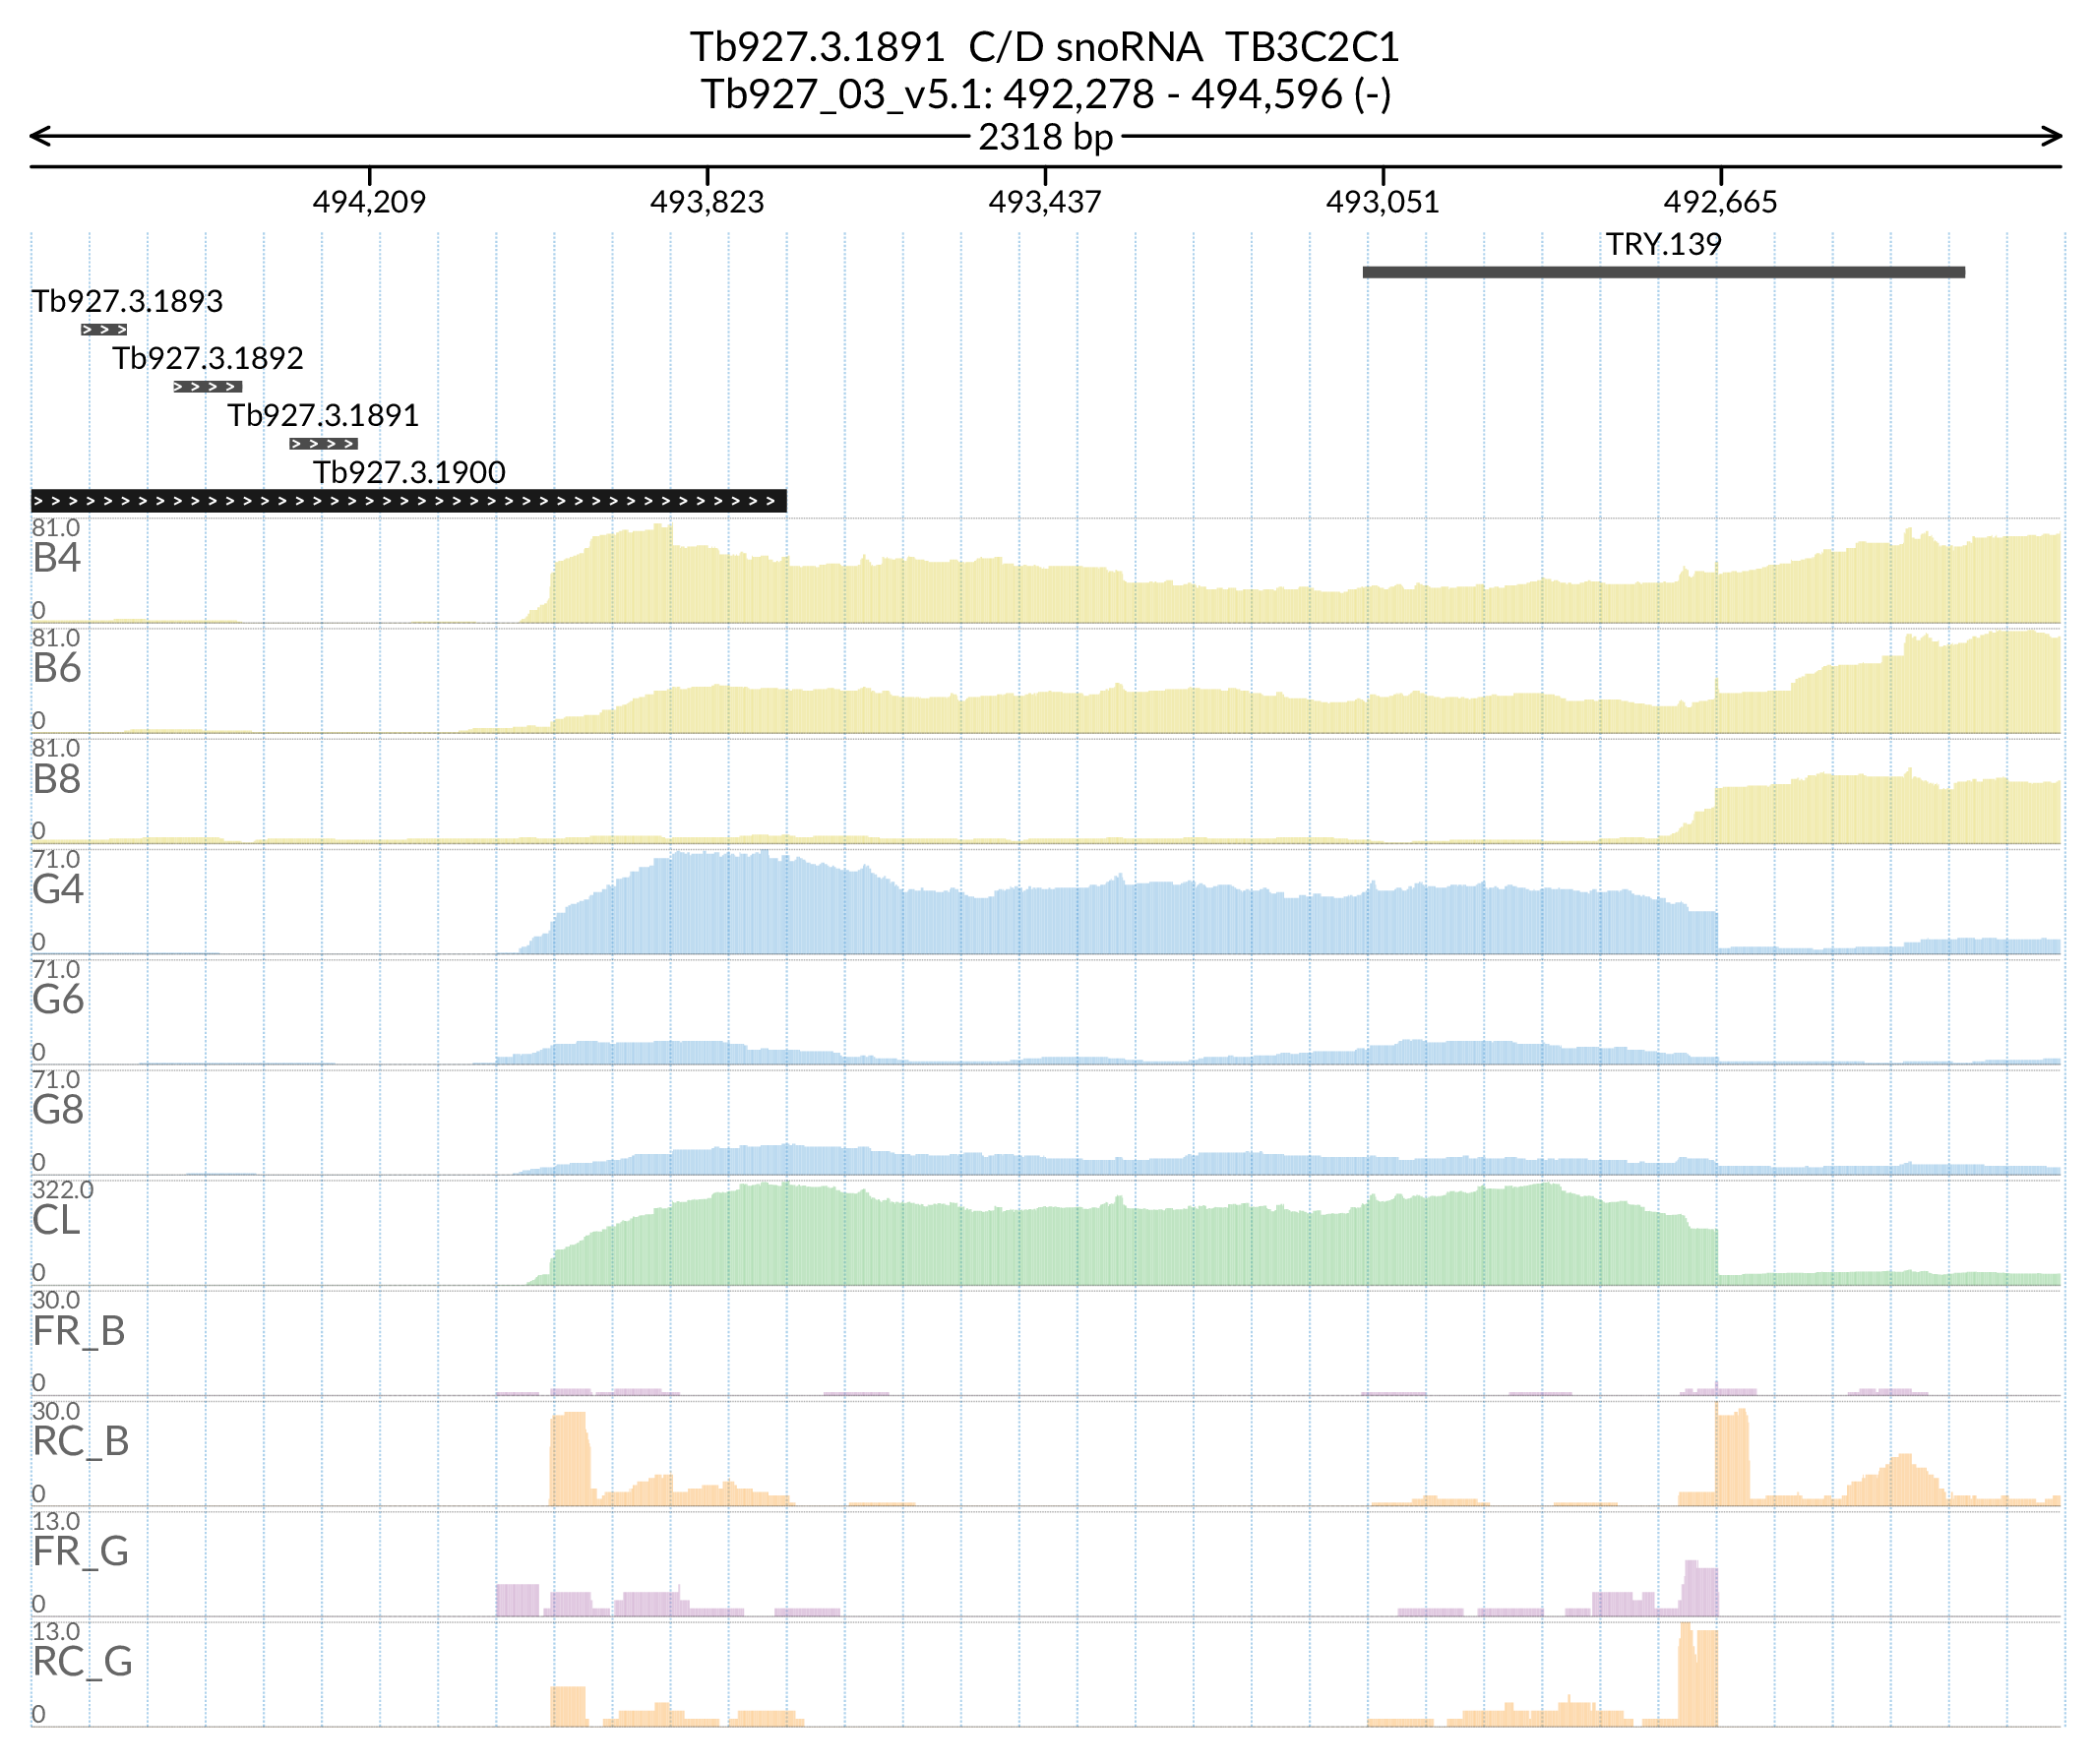 Tb927.3.1891 C/D snoRNA TB3C2C1
Tb927_03_v5.1: 492,278 - 494,596 (-)
2318 bp
494,209 493,823 493,437 493,051 492,665
TRY.139
Tb927.3.1893
Tb927.3.1892
Tb927.3.1891
Tb927.3.1900
81.0
B4
0
81.0
B6
0
81.0
B8
0
71.0
G4
0
71.0
G6
0
71.0
G8
0
322.0
CL
0
30.0
FR_B
0
30.0
RC_B
0
13.0
FR_G
0
13.0
RC_G
0